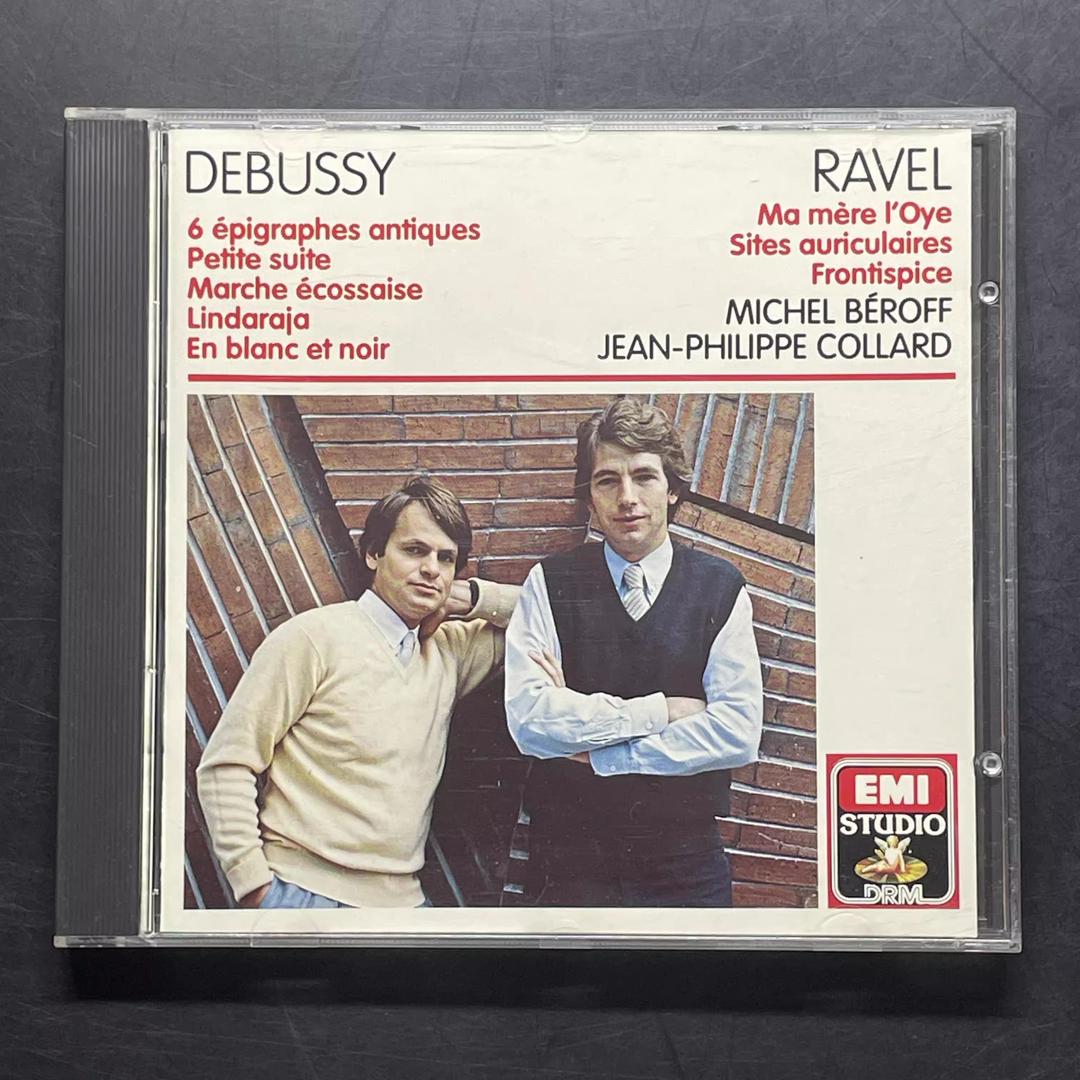 DEBUSSY
6 épigraphes antiques
Petite suite
Marche écossaise
Lindaraja
En blanc et noir
RAVEL
Ma mère l'Oye
Sites auriculaires
Frontispice
MICHEL BÉROFF
JEAN-PHILIPPE COLLARD
EMI
STUDIO
DRM